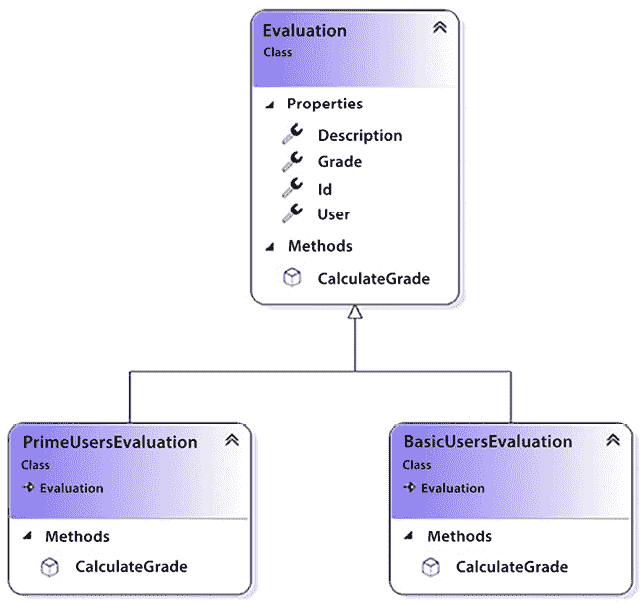 Evaluation
Class
Properties
Description
Grade
Id
User
Methods
CalculateGrade
PrimeUsersEvaluation
Class
Evaluation
Methods
CalculateGrade
BasicUsersEvaluation
Class
Evaluation
Methods
CalculateGrade